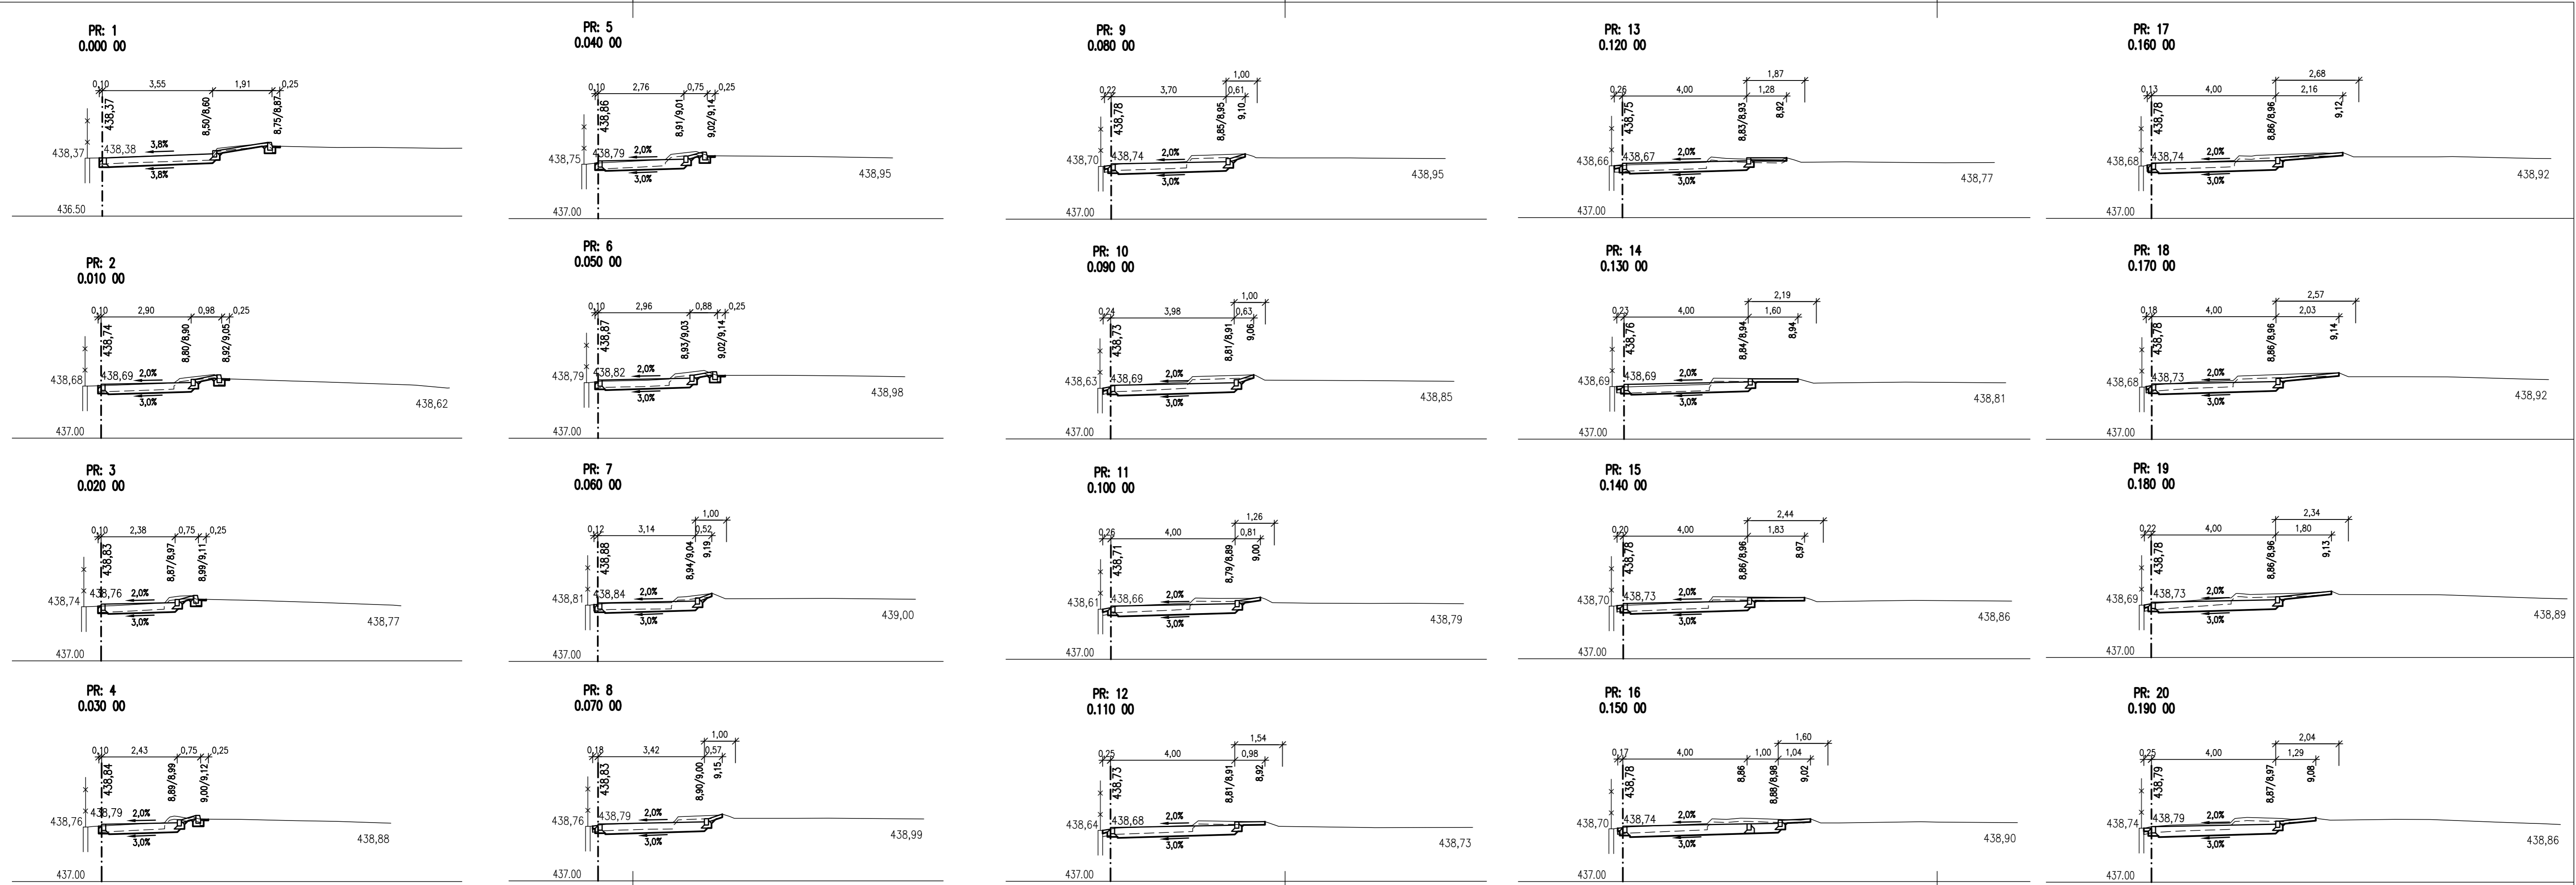 PR: 1
0.000 00
0,10 3,55 1,91 0,25
438,37
8,50/8,60
8,75/8,87
438,37 438,38 3,8%
3,8%
436.50
PR: 2
0.010 00
0,10 2,90 0,98 0,25
438,74
8,80/8,90
8,92/9,05
438,68 438,69 2,0%
3,0%
438,62
437.00
PR: 3
0.020 00
0,10 2,38 0,75 0,25
438,83
8,87/8,97
8,99/9,11
438,74 438,76 2,0%
3,0%
438,77
437.00
PR: 4
0.030 00
0,10 2,43 0,75 0,25
438,84
8,89/8,99
9,00/9,12
438,76 438,79 2,0%
3,0%
438,88
437.00
PR: 5
0.040 00
0,10 2,76 0,75 0,25
438,86
8,91/9,01
9,02/9,14
438,75 438,79 2,0%
3,0%
438,95
437.00
PR: 6
0.050 00
0,10 2,96 0,88 0,25
438,87
8,93/9,03
9,02/9,14
438,79 438,82 2,0%
3,0%
438,98
437.00
PR: 7
0.060 00
1,00
0,12 3,14 0,52
438,88
8,94/9,04
9,19
438,81 438,84 2,0%
3,0%
439,00
437.00
PR: 8
0.070 00
1,00
0,18 3,42 0,57
438,83
8,90/9,00
9,15
438,76 438,79 2,0%
3,0%
438,99
437.00
PR: 9
0.080 00
1,00
0,22 3,70 0,61
438,78
8,85/8,95
9,10
438,70 438,74 2,0%
3,0%
438,95
437.00
PR: 10
0.090 00
1,00
0,24 3,98 0,63
438,73
8,81/8,91
9,06
438,63 438,69 2,0%
3,0%
438,85
437.00
PR: 11
0.100 00
1,26
0,26 4,00 0,81
438,71
8,79/8,89
9,00
438,61 438,66 2,0%
3,0%
438,79
437.00
PR: 12
0.110 00
1,54
0,25 4,00 0,98
438,73
8,81/8,91
8,92
438,64 438,68 2,0%
3,0%
438,73
437.00
PR: 13
0.120 00
1,87
0,26 4,00 1,28
438,75
8,83/8,93
8,92
438,66 438,67 2,0%
3,0%
438,77
437.00
PR: 14
0.130 00
2,19
0,23 4,00 1,60
438,76
8,84/8,94
8,94
438,69 438,69 2,0%
3,0%
438,81
437.00
PR: 15
0.140 00
2,44
0,20 4,00 1,83
438,78
8,86/8,96
8,97
438,70 438,73 2,0%
3,0%
438,86
437.00
PR: 16
0.150 00
1,60
0,17 4,00 1,00 1,04
438,78
8,86
8,88/8,98
9,02
438,70 438,74 2,0%
3,0%
438,90
437.00
PR: 17
0.160 00
2,68
0,13 4,00 2,16
438,78
8,86/8,96
9,12
438,68 438,74 2,0%
3,0%
438,92
437.00
PR: 18
0.170 00
2,57
0,18 4,00 2,03
438,78
8,86/8,96
9,14
438,68 438,73 2,0%
3,0%
438,92
437.00
PR: 19
0.180 00
2,34
0,22 4,00 1,80
438,78
8,86/8,96
9,13
438,69 438,73 2,0%
3,0%
438,89
437.00
PR: 20
0.190 00
2,04
0,25 4,00 1,29
438,79
8,87/8,97
9,08
438,74 438,79 2,0%
3,0%
438,86
437.00